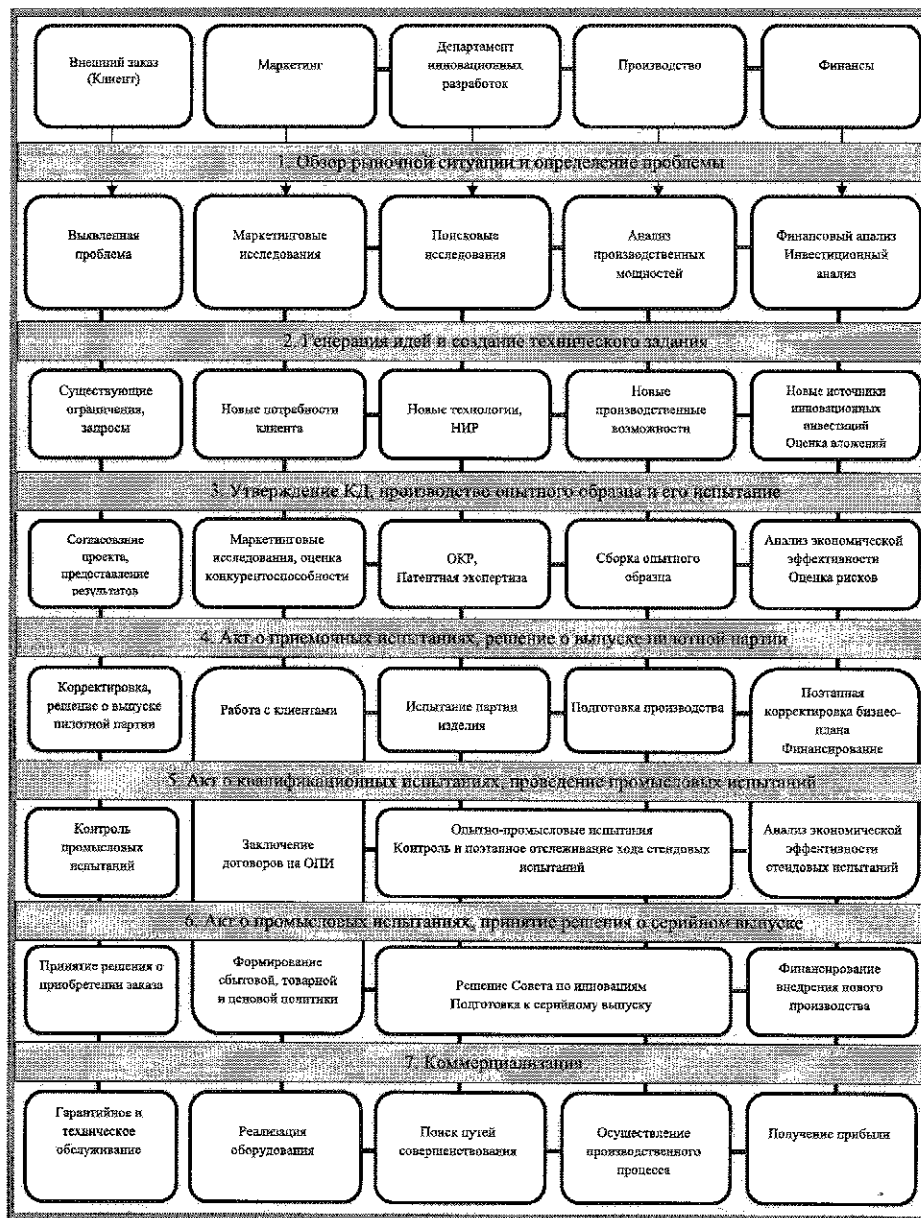 Внешний заказ
(Клиент)
Маркетинг
Департамент
инновационных
разработок
Производство
Финансы
1. Обзор рыночной ситуации и определение проблемы
Выявленная
проблема
Маркетинговые
исследования
Поисковые
исследования
Анализ
производственных
мощностей
Финансовый анализ
Инвестиционный
анализ
2. Генерация идей и создание технического задания
Существующие
ограничения,
запросы
Новые потребности
клиента
Новые технологии,
НИР
Новые
производственные
возможности
Новые источники
инновационных
инвестиций
Оценка вложений
3. Утверждение КД, производство опытного образца и его испытание
Согласование
проекта,
предоставление
результатов
Маркетинговые
исследования, оценка
конкурентоспособности
ОКР,
Патентная экспертиза
Сборка опытного
образца
Анализ экономической
эффективности
Оценка рисков
4. Акт о приемочных испытаниях, решение о выпуске пилотной партии
Корректировка,
решение о выпуске
пилотной партии
Работа с клиентами
Испытание партии
изделия
Подготовка производства
Поэтапная
корректировка бизнес-
плана
Финансирование
5. Акт о квалификационных испытаниях, проведение промысловых испытаний
Контроль
промысловых
испытаний
Заключение
договоров на ОПИ
Опытно-промысловые испытания
Контроль и поэтапное отслеживание хода стендовых
испытаний
Анализ экономической
эффективности
стендовых испытаний
6. Акт о промысловых испытаниях, принятие решения о серийном выпуске
Принятие решения о
приобретении заказа
Формирование
сбытовой, товарной
и ценовой политики
Решение Совета по инновациям
Подготовка к серийному выпуску
Финансирование
внедрения нового
производства
7. Коммерциализация
Гарантийное и
техническое
обслуживание
Реализация
оборудования
Поиск путей
совершенствования
Осуществление
производственного
процесса
Получение прибыли